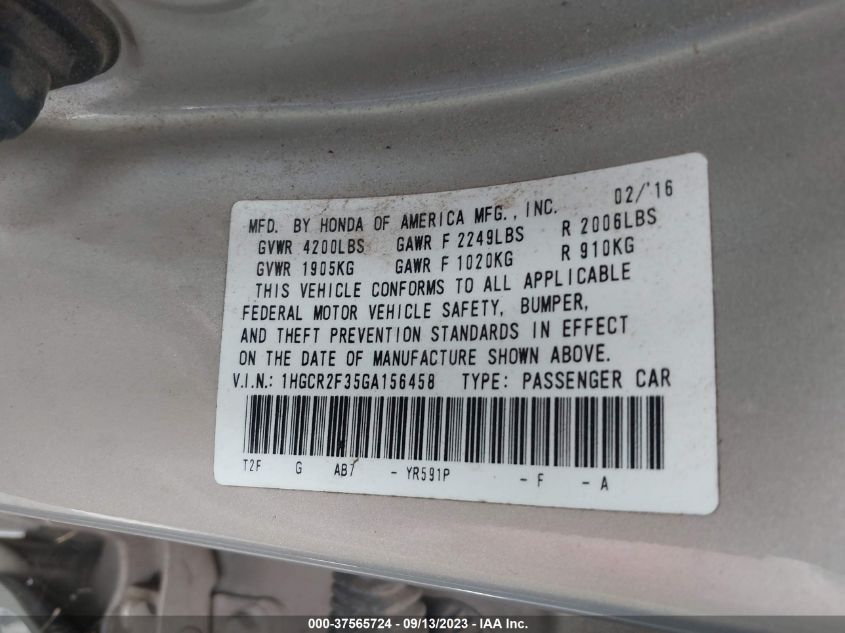 02/'16
MFD. BY HONDA OF AMERICA MFG., INC.
GVWR 4200LBS GAWR F 2249LBS R 2006LBS
GVWR 1905KG GAWR F 1020KG R 910KG
THIS VEHICLE CONFORMS TO ALL APPLICABLE
FEDERAL MOTOR VEHICLE SAFETY, BUMPER,
AND THEFT PREVENTION STANDARDS IN EFFECT
ON THE DATE OF MANUFACTURE SHOWN ABOVE.
V.I.N.: 1HGCR2F35GA156458 TYPE: PASSENGER CAR
T2F G AB7 - YR591P - F - A
000-37565724 - 09/13/2023 - IAA Inc.